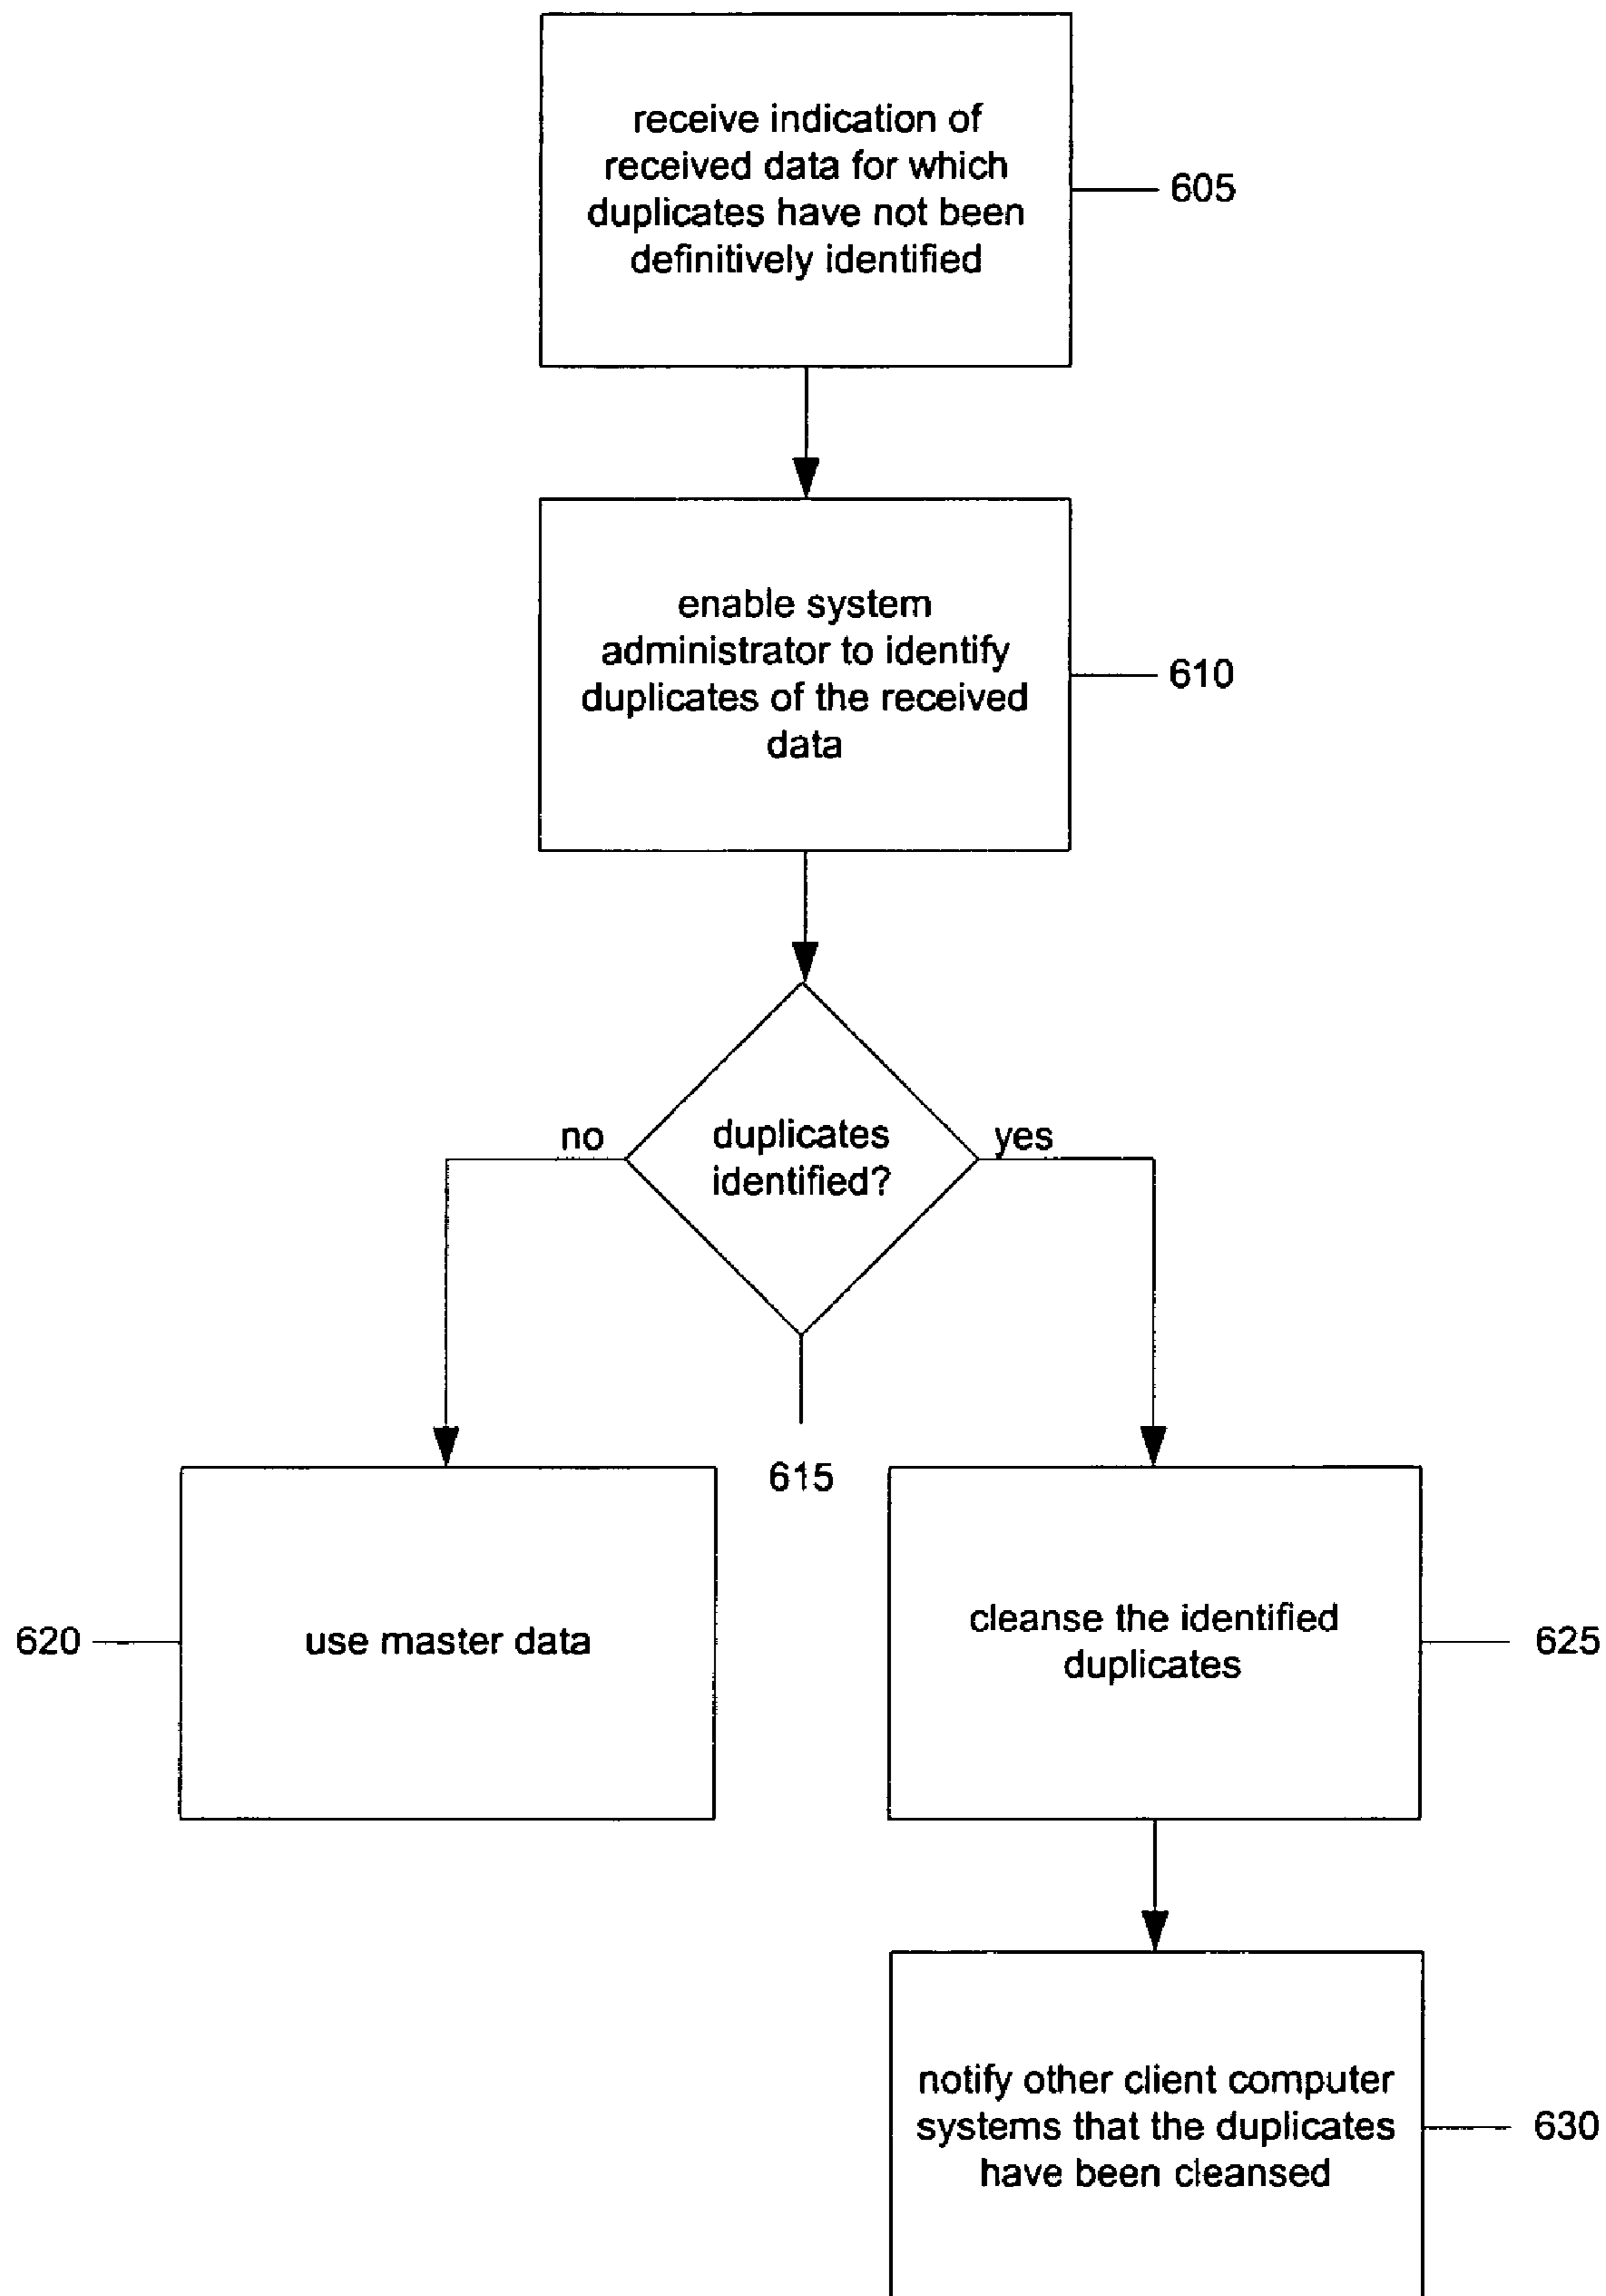 receive indication of
received data for which
duplicates have not been
definitively identified
605
enable system
administrator to identify
duplicates of the received
data
610
no
duplicates
identified?
yes
615
620
use master data
cleanse the identified
duplicates
625
notify other client computer
systems that the duplicates
have been cleansed
630